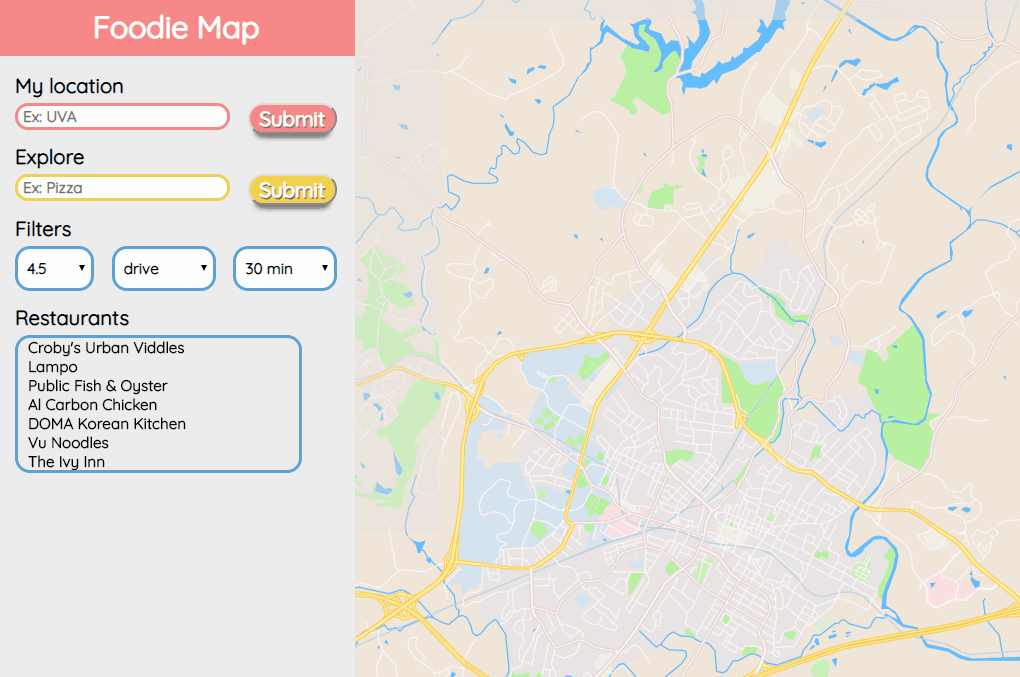 Foodie Map
My location
Ex: UVA
Submit
Explore
Ex: Pizza
Submit
Filters
4.5
drive
30 min
Restaurants
Croby's Urban Viddles
Lampo
Public Fish & Oyster
Al Carbon Chicken
DOMA Korean Kitchen
Vu Noodles
The Ivy Inn